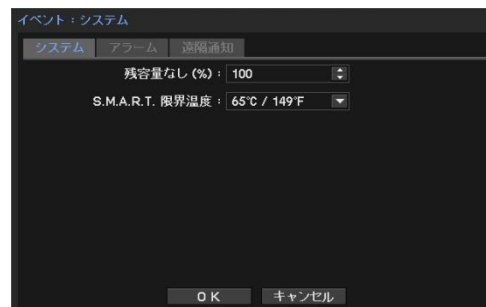 イベント：システム
システム アラーム 遠隔通知
残容量なし (%)： 100
S.M.A.R.T. 限界温度： 65℃ / 149℉
OK キャンセル